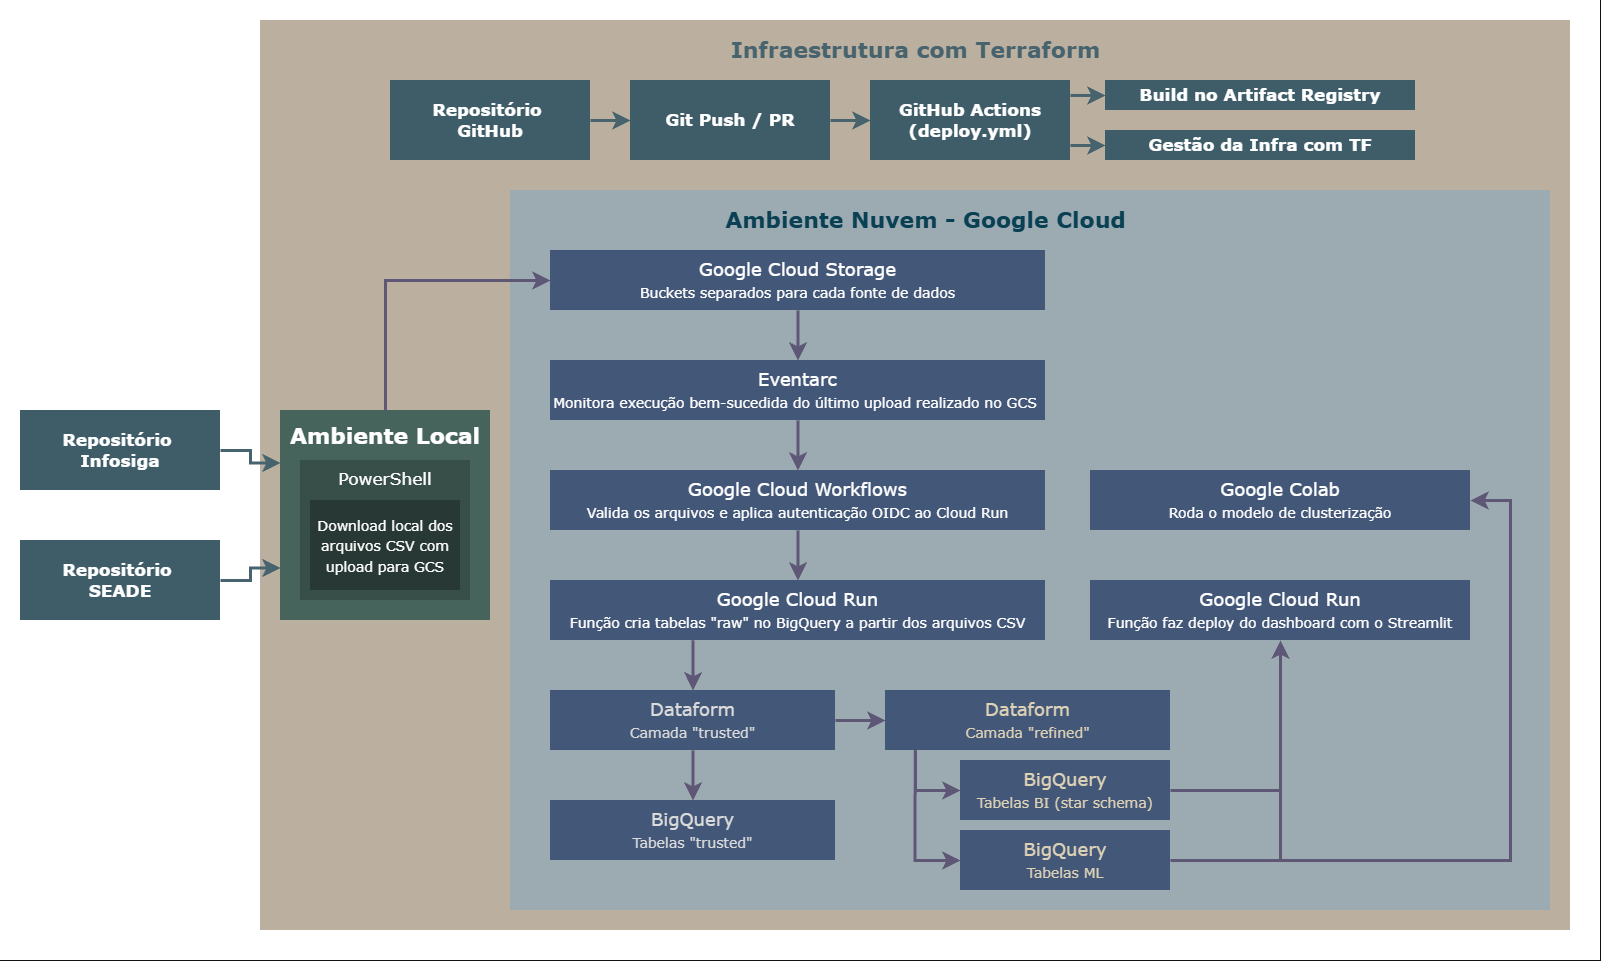 Infraestrutura com Terraform
Repositório
GitHub
Git Push / PR
GitHub Actions
(deploy.yml)
Build no Artifact Registry
Gestão da Infra com TF
Ambiente Nuvem - Google Cloud
Google Cloud Storage
Buckets separados para cada fonte de dados
Eventarc
Monitora execução bem-sucedida do último upload realizado no GCS
Repositório
Infosiga
Repositório
SEADE
Ambiente Local
PowerShell
Download local dos
arquivos CSV com
upload para GCS
Google Cloud Workflows
Valida os arquivos e aplica autenticação OIDC ao Cloud Run
Google Colab
Roda o modelo de clusterização
Google Cloud Run
Função cria tabelas "raw" no BigQuery a partir dos arquivos CSV
Google Cloud Run
Função faz deploy do dashboard com o Streamlit
Dataform
Camada "trusted"
Dataform
Camada "refined"
BigQuery
Tabelas BI (star schema)
BigQuery
Tabelas "trusted"
BigQuery
Tabelas ML